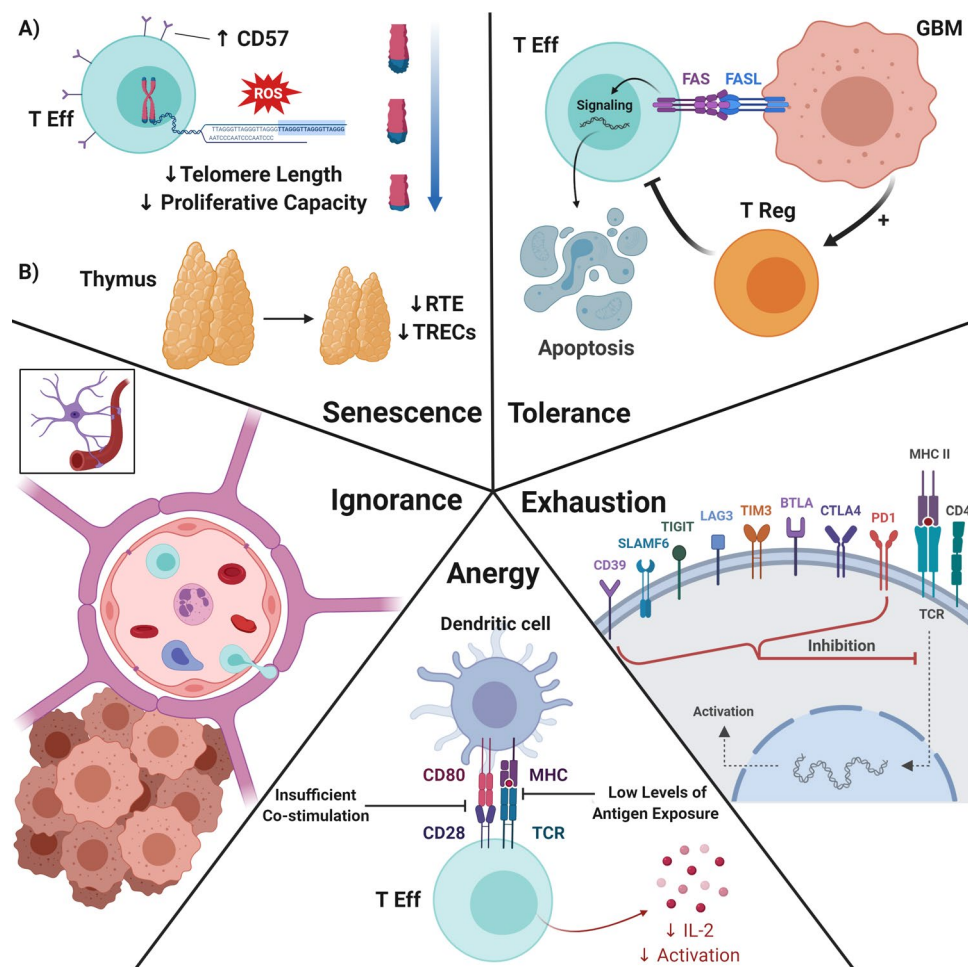 A)
↑ CD57
T Eff
ROS
TTAGGGTTAGGGTTAGGGTTAGGGTTAGGGTTAGGG
AATCCCAATCCCAATCCC
↓Telomere Length
↓ Proliferative Capacity
B)
Thymus
↓RTE
↓TRECs
Senescence
T Eff
GBM
FAS
FASL
Signaling
T Reg
+
Apoptosis
Tolerance
Ignorance
Exhaustion
MHC II
CD4
PD1
CTLA4
BTLA
TIM3
LAG3
TIGIT
SLAMF6
CD39
TCR
Inhibition
Activation
Anergy
Dendritic cell
CD80
MHC
Insufficient
Co-stimulation
Low Levels of
Antigen Exposure
CD28
TCR
T Eff
↓ IL-2
↓ Activation